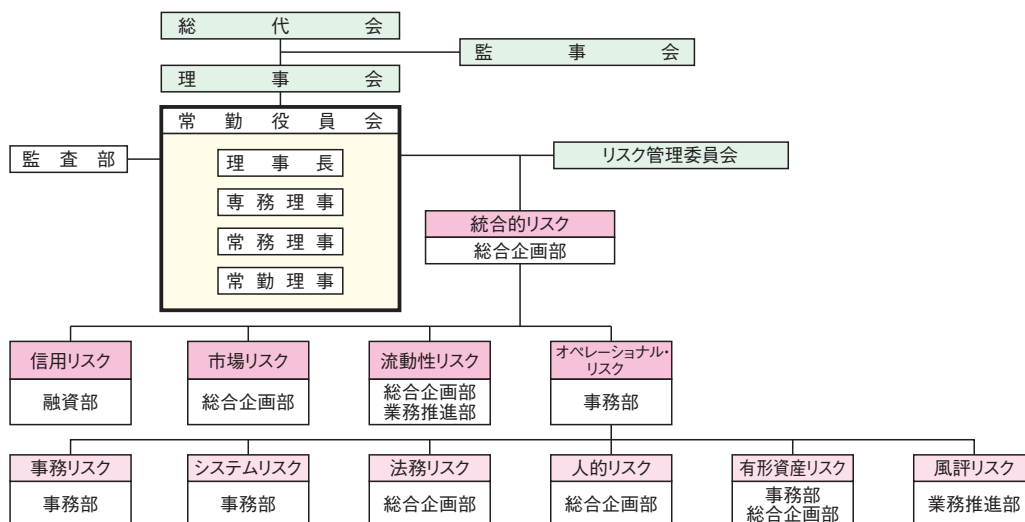 総代会
監事会
理事会
常勤役員会
監査部
理事長
リスク管理委員会
専務理事
統合的リスク
総合企画部
常務理事
常勤理事
信用リスク
融資部
市場リスク
総合企画部
流動性リスク
総合企画部
業務推進部
オペレーショナル・
リスク
事務部
事務リスク
事務部
システムリスク
事務部
法務リスク
総合企画部
人的リスク
総合企画部
有形資産リスク
事務部
総合企画部
風評リスク
業務推進部